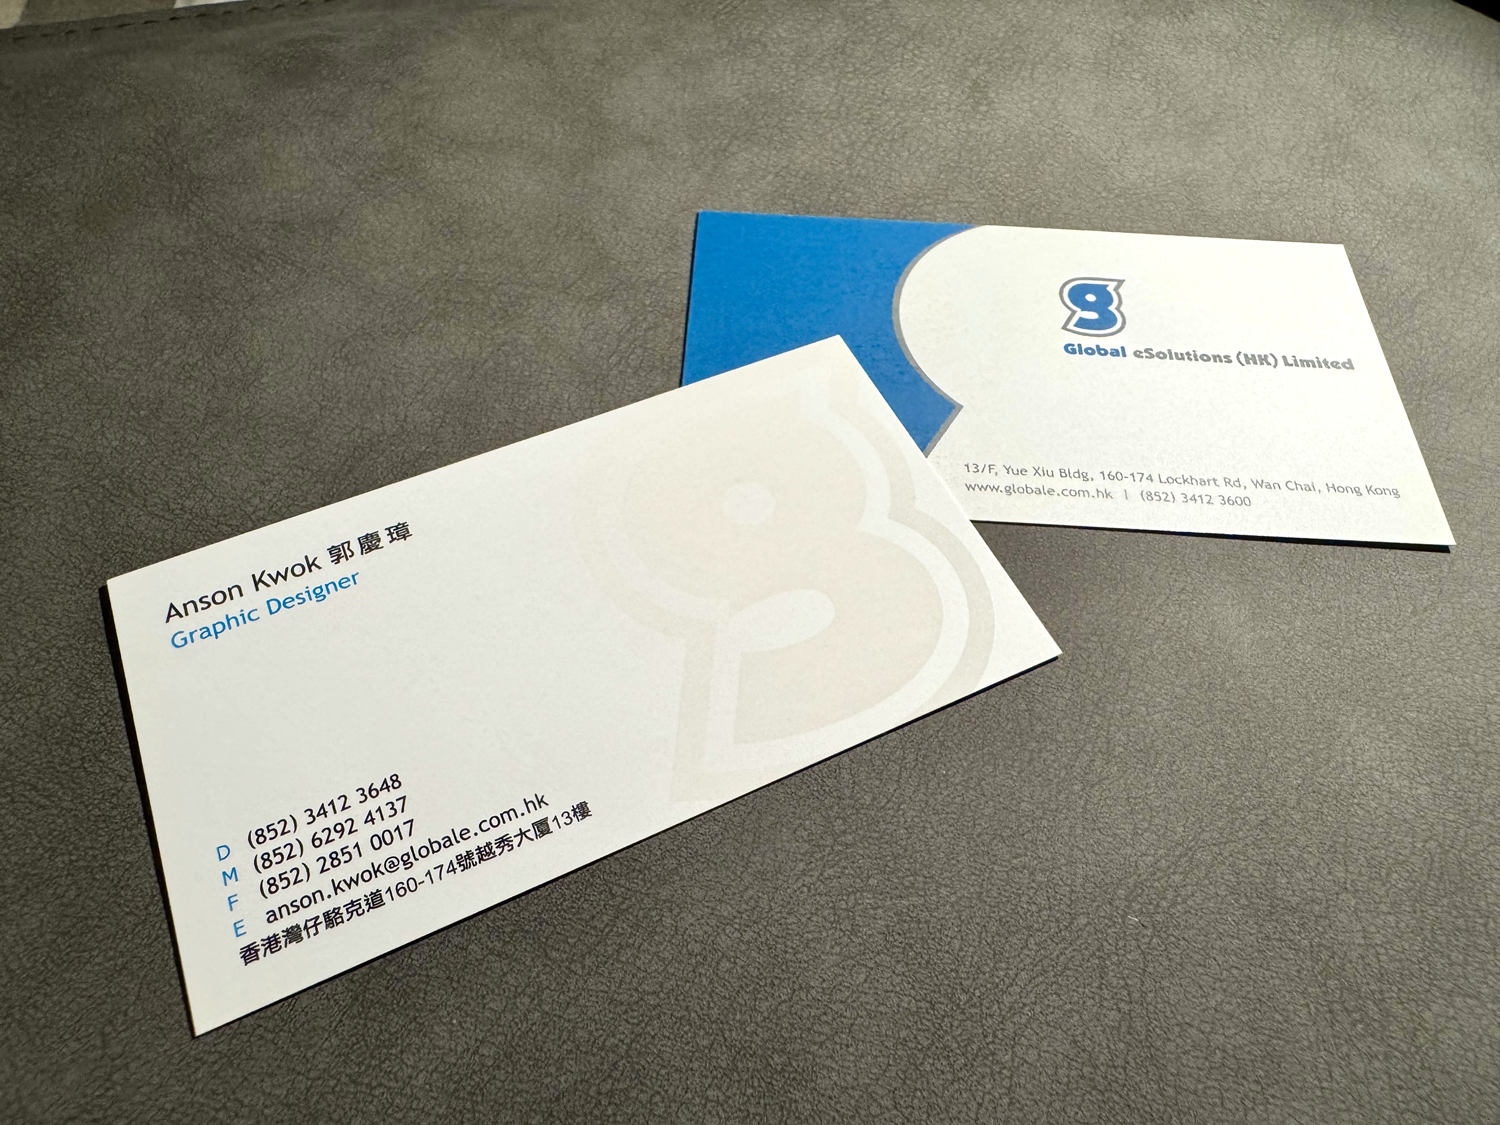 Anson Kwok 郭慶璋
Graphic Designer
D (852) 3412 3648
M (852) 6292 4137
F (852) 2851 0017
E anson.kwok@globale.com.hk
香港灣仔駱克道160-174號越秀大厦13樓
g
Global eSolutions (HK) Limited
13/F, Yue Xiu Bldg, 160-174 Lockhart Rd, Wan Chai, Hong Kong
www.globale.com.hk | (852) 3412 3600